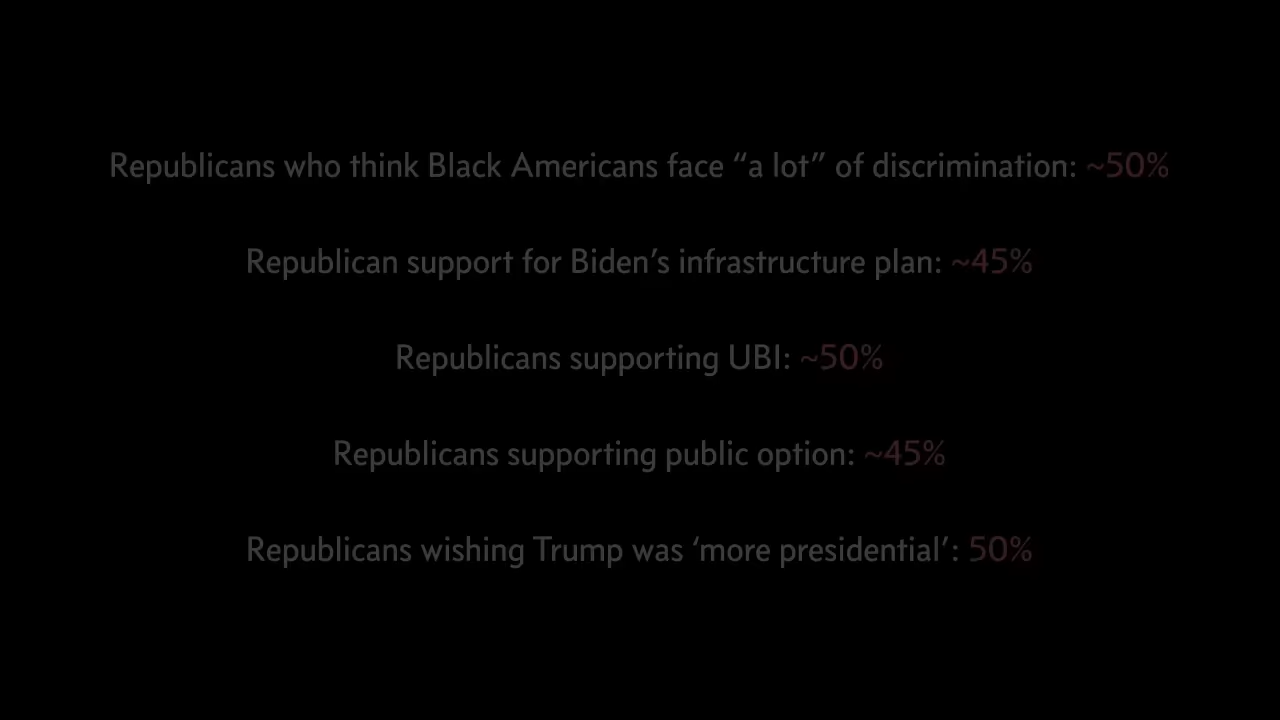 Republicans who think Black Americans face “a lot” of discrimination: ~50%
Republican support for Biden’s infrastructure plan: ~45%
Republicans supporting UBI: ~50%
Republicans supporting public option: ~45%
Republicans wishing Trump was ‘more presidential’: 50%